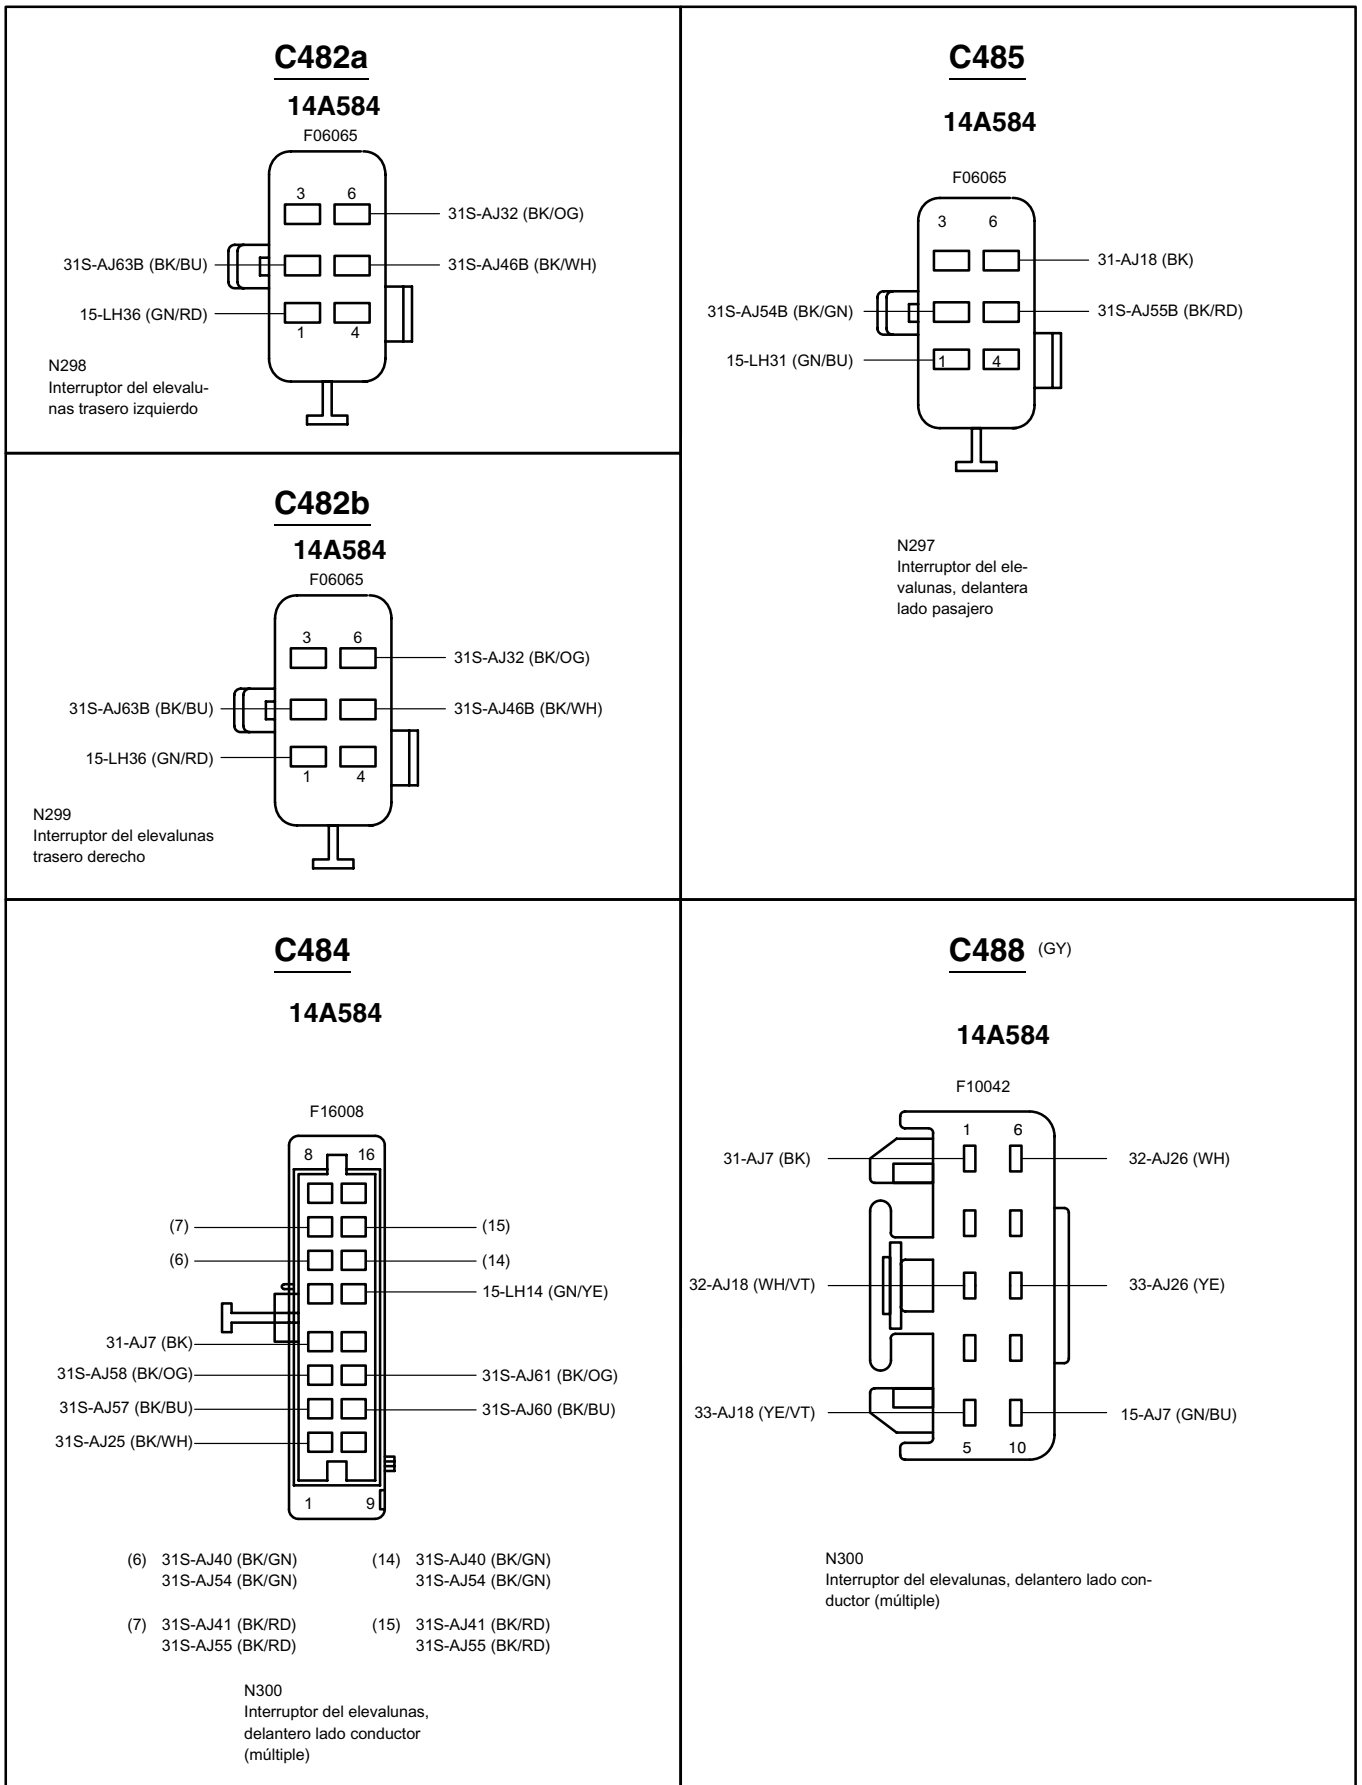 C482a
14A584
F06065
3 6
31S-AJ32 (BK/OG)
31S-AJ63B (BK/BU)
31S-AJ46B (BK/WH)
15-LH36 (GN/RD)
1 4
N298
Interruptor del elevalu-
nas trasero izquierdo
C485
14A584
F06065
3 6
31-AJ18 (BK)
31S-AJ54B (BK/GN)
31S-AJ55B (BK/RD)
15-LH31 (GN/BU)
1 4
N297
Interruptor del ele-
valunas, delantera
lado pasajero
C482b
14A584
F06065
3 6
31S-AJ32 (BK/OG)
31S-AJ63B (BK/BU)
31S-AJ46B (BK/WH)
15-LH36 (GN/RD)
1 4
N299
Interruptor del elevalunas
trasero derecho
C484
14A584
F16008
8 16
(7) (15)
(6) (14)
15-LH14 (GN/YE)
31-AJ7 (BK)
31S-AJ58 (BK/OG)
31S-AJ61 (BK/OG)
31S-AJ57 (BK/BU)
31S-AJ60 (BK/BU)
31S-AJ25 (BK/WH)
1 9
(6) 31S-AJ40 (BK/GN)
31S-AJ54 (BK/GN)
(14) 31S-AJ40 (BK/GN)
31S-AJ54 (BK/GN)
(7) 31S-AJ41 (BK/RD)
31S-AJ55 (BK/RD)
(15) 31S-AJ41 (BK/RD)
31S-AJ55 (BK/RD)
N300
Interruptor del elevalunas,
delantero lado conductor
(múltiple)
C488 (GY)
14A584
F10042
1 6
31-AJ7 (BK)
32-AJ26 (WH)
32-AJ18 (WH/VT)
33-AJ26 (YE)
33-AJ18 (YE/VT)
15-AJ7 (GN/BU)
5 10
N300
Interruptor del elevalunas, delantero lado con-
ductor (múltiple)